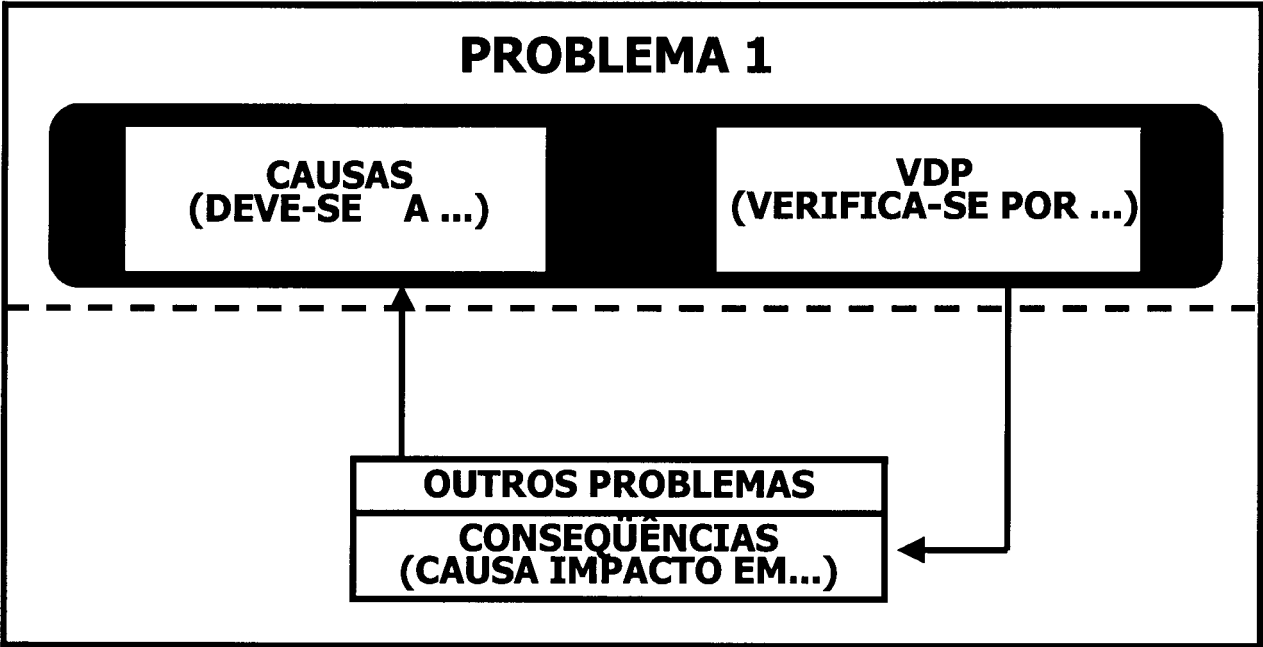 PROBLEMA 1
CAUSAS
(DEVE-SE A ...)
VDP
(VERIFICA-SE POR ...)
OUTROS PROBLEMAS
CONSEQÜÊNCIAS
(CAUSA IMPACTO EM...)